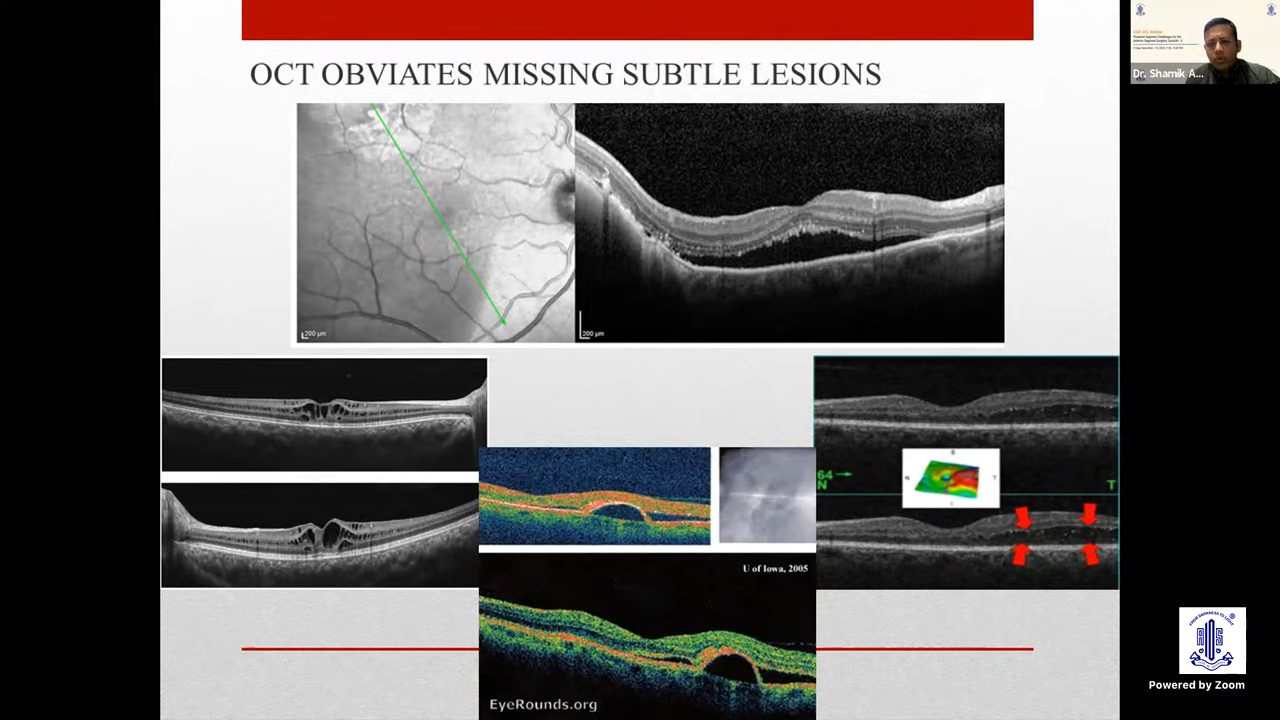 OCT OBVIATES MISSING SUBTLE LESIONS
Dr. Shamik A...
200 µm
200 µm
64
N
T
S
N
T
I
U of Iowa, 2005
EyeRounds.org
Powered by Zoom